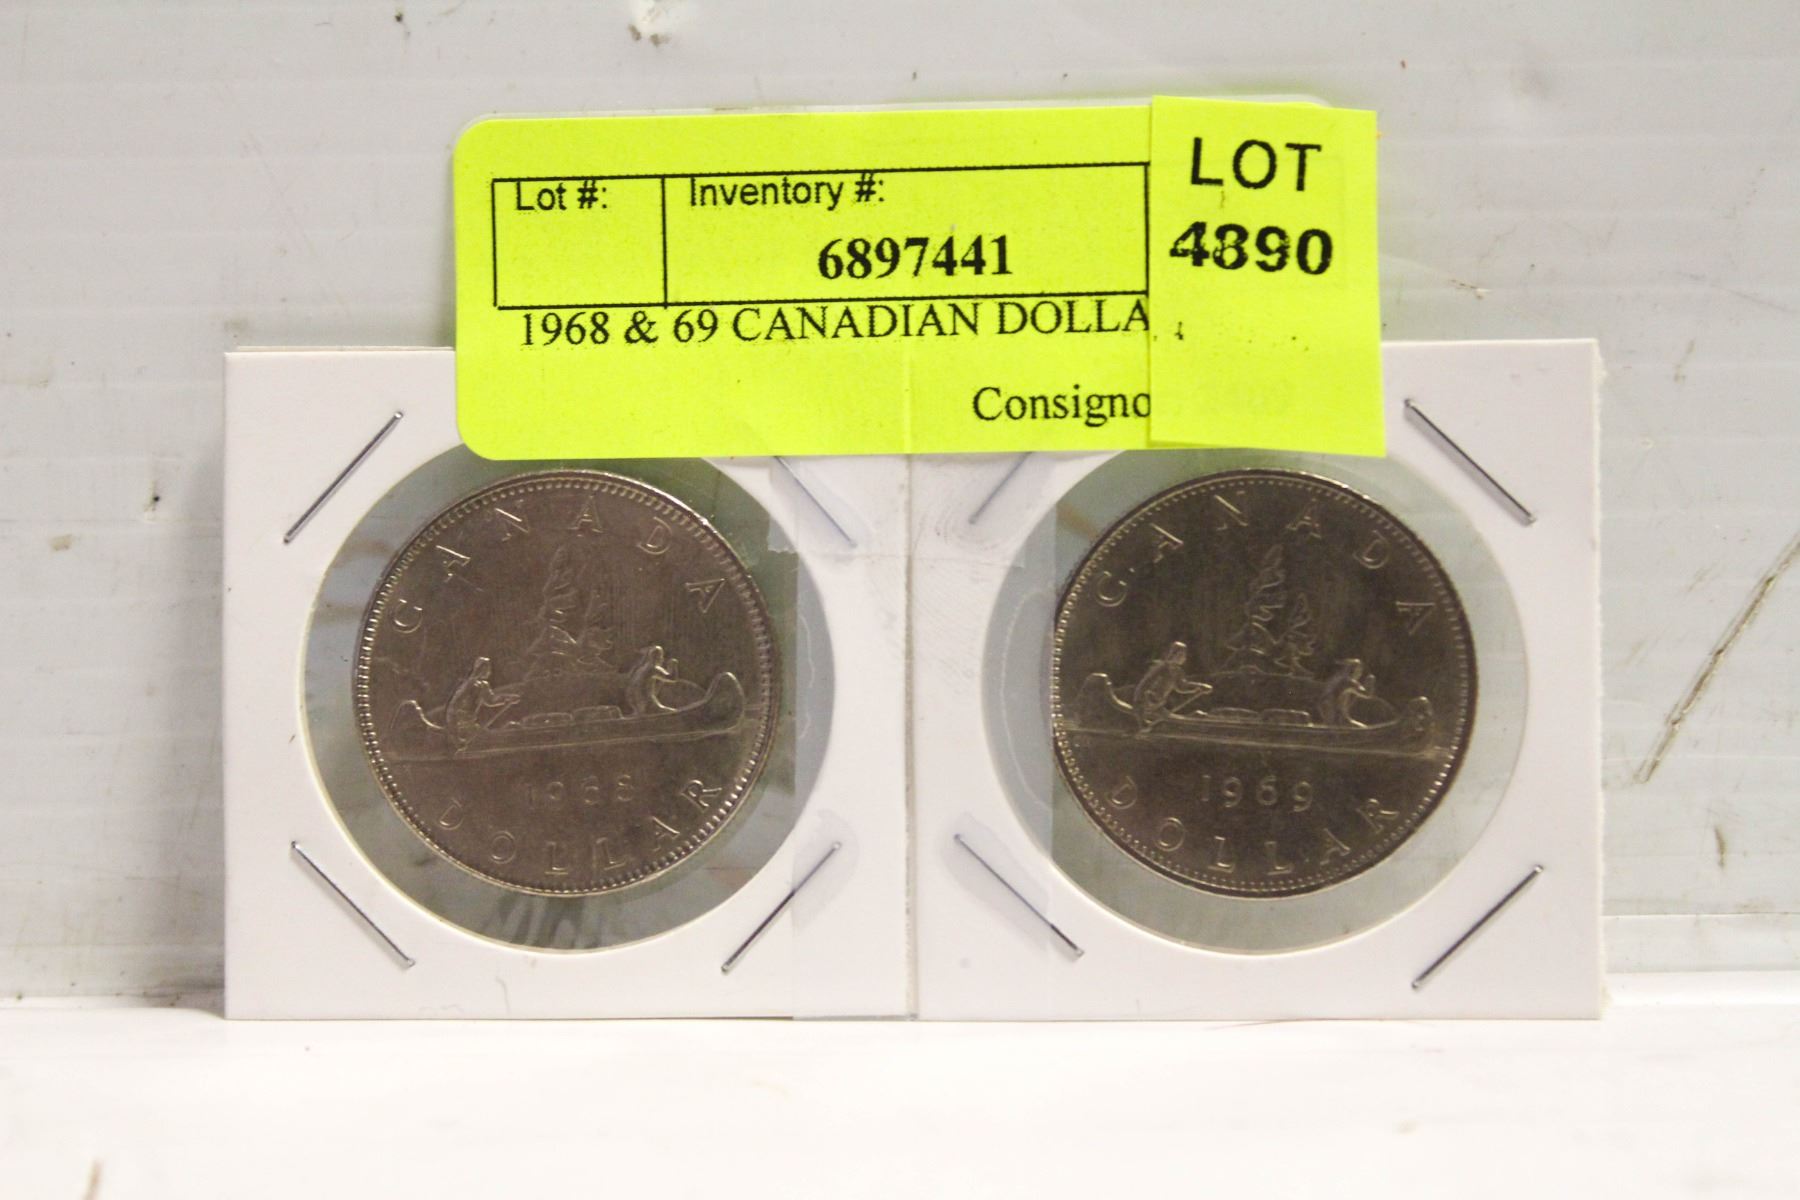 Lot #:
Inventory #:
6897441
LOT
4890
1968 & 69 CANADIAN DOLLA
Consigno
CANADA
1968
DOLLAR
CANADA
1969
DOLLAR